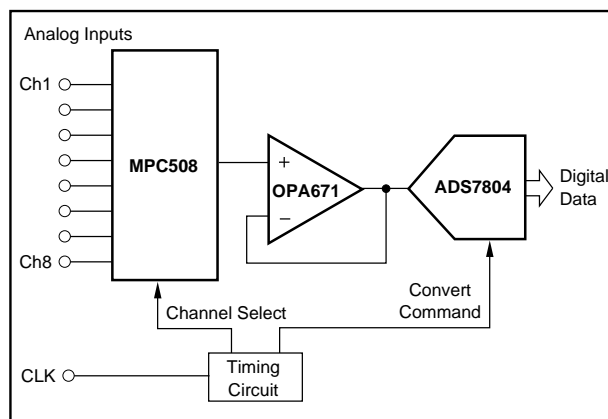 Analog Inputs
Ch1
MPC508
+
OPA671
−
ADS7804
Digital
Data
Ch8
Channel Select
Convert
Command
Timing
Circuit
CLK